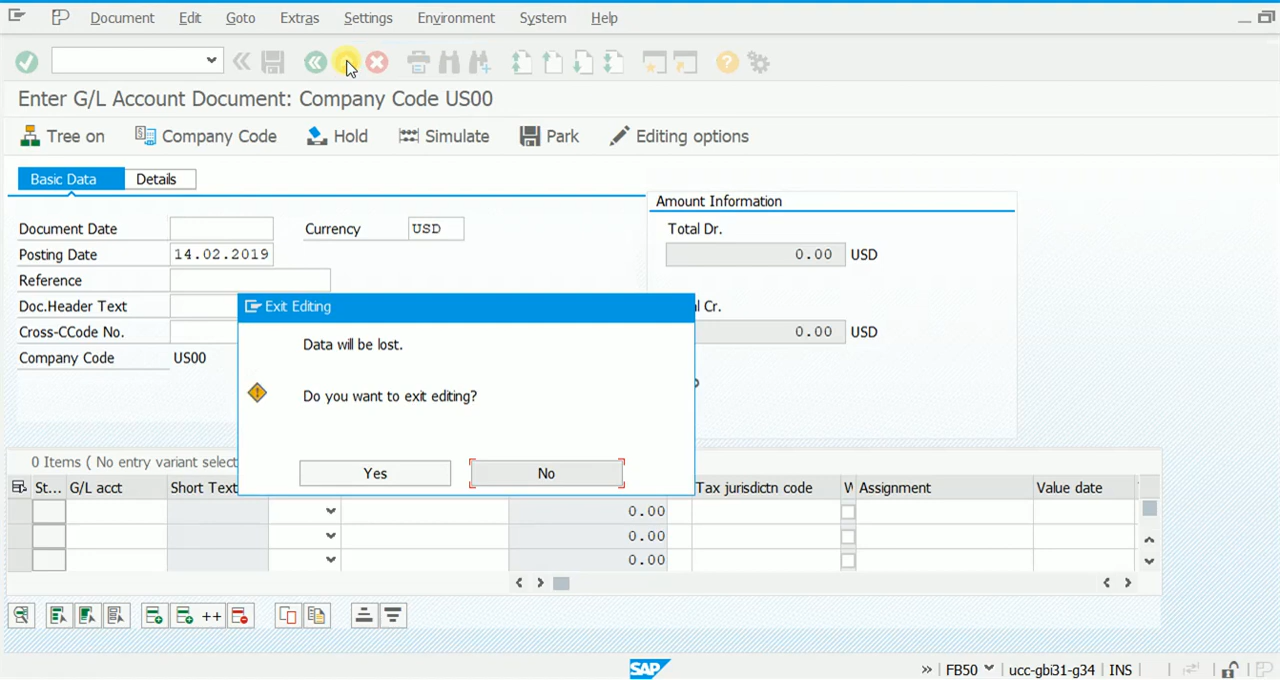 Document Edit Goto Extras Settings Environment System Help
Enter G/L Account Document: Company Code US00
Tree on Company Code Hold Simulate Park Editing options
Basic Data Details
Amount Information
Document Date Currency USD
Total Dr.
Posting Date 14.02.2019
0.00 USD
Reference
Doc.Header Text
Cross-CCode No.
0.00 USD
Company Code US00
Exit Editing
Data will be lost.
Do you want to exit editing?
Yes No
0 Items ( No entry variant select
St... G/L acct Short Text Tax jurisdictn code W Assignment Value date
0.00
0.00
0.00
SAP
» FB50 ucc-gbi31-g34 INS